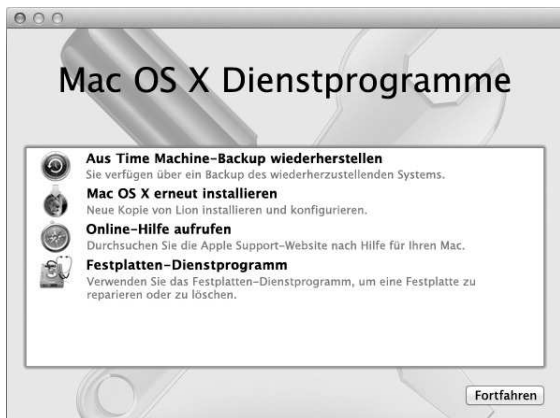 Mac OS X Dienstprogramme
Aus Time Machine-Backup wiederherstellen
Sie verfügen über ein Backup des wiederherzustellenden Systems.
Mac OS X erneut installieren
Neue Kopie von Lion installieren und konfigurieren.
Online-Hilfe aufrufen
Durchsuchen Sie die Apple Support-Website nach Hilfe für Ihren Mac.
Festplatten-Dienstprogramm
Verwenden Sie das Festplatten-Dienstprogramm, um eine Festplatte zu
reparieren oder zu löschen.
Fortfahren